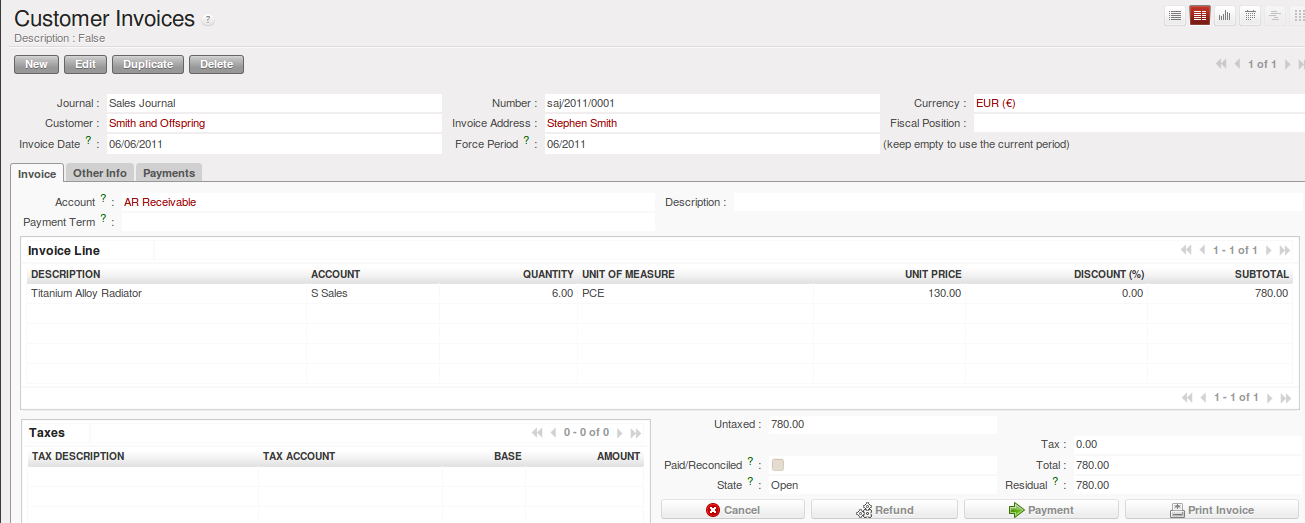 Customer Invoices ?
Description : False
New Edit Duplicate Delete 1 of 1
Journal : Sales Journal Number : saj/2011/0001 Currency : EUR (€)
Customer : Smith and Offspring Invoice Address : Stephen Smith Fiscal Position :
Invoice Date ? : 06/06/2011 Force Period ? : 06/2011 (keep empty to use the current period)
Invoice Other Info Payments
Account ? : AR Receivable Description :
Payment Term ? :
Invoice Line 1 - 1 of 1
DESCRIPTION ACCOUNT QUANTITY UNIT OF MEASURE UNIT PRICE DISCOUNT (%) SUBTOTAL
Titanium Alloy Radiator S Sales 6.00 PCE 130.00 0.00 780.00
1 - 1 of 1
Taxes 0 - 0 of 0 Untaxed : 780.00
Tax : 0.00
TAX DESCRIPTION TAX ACCOUNT BASE AMOUNT
Paid/Reconciled ? : Total : 780.00
State ? : Open Residual ? : 780.00
Cancel Refund Payment Print Invoice